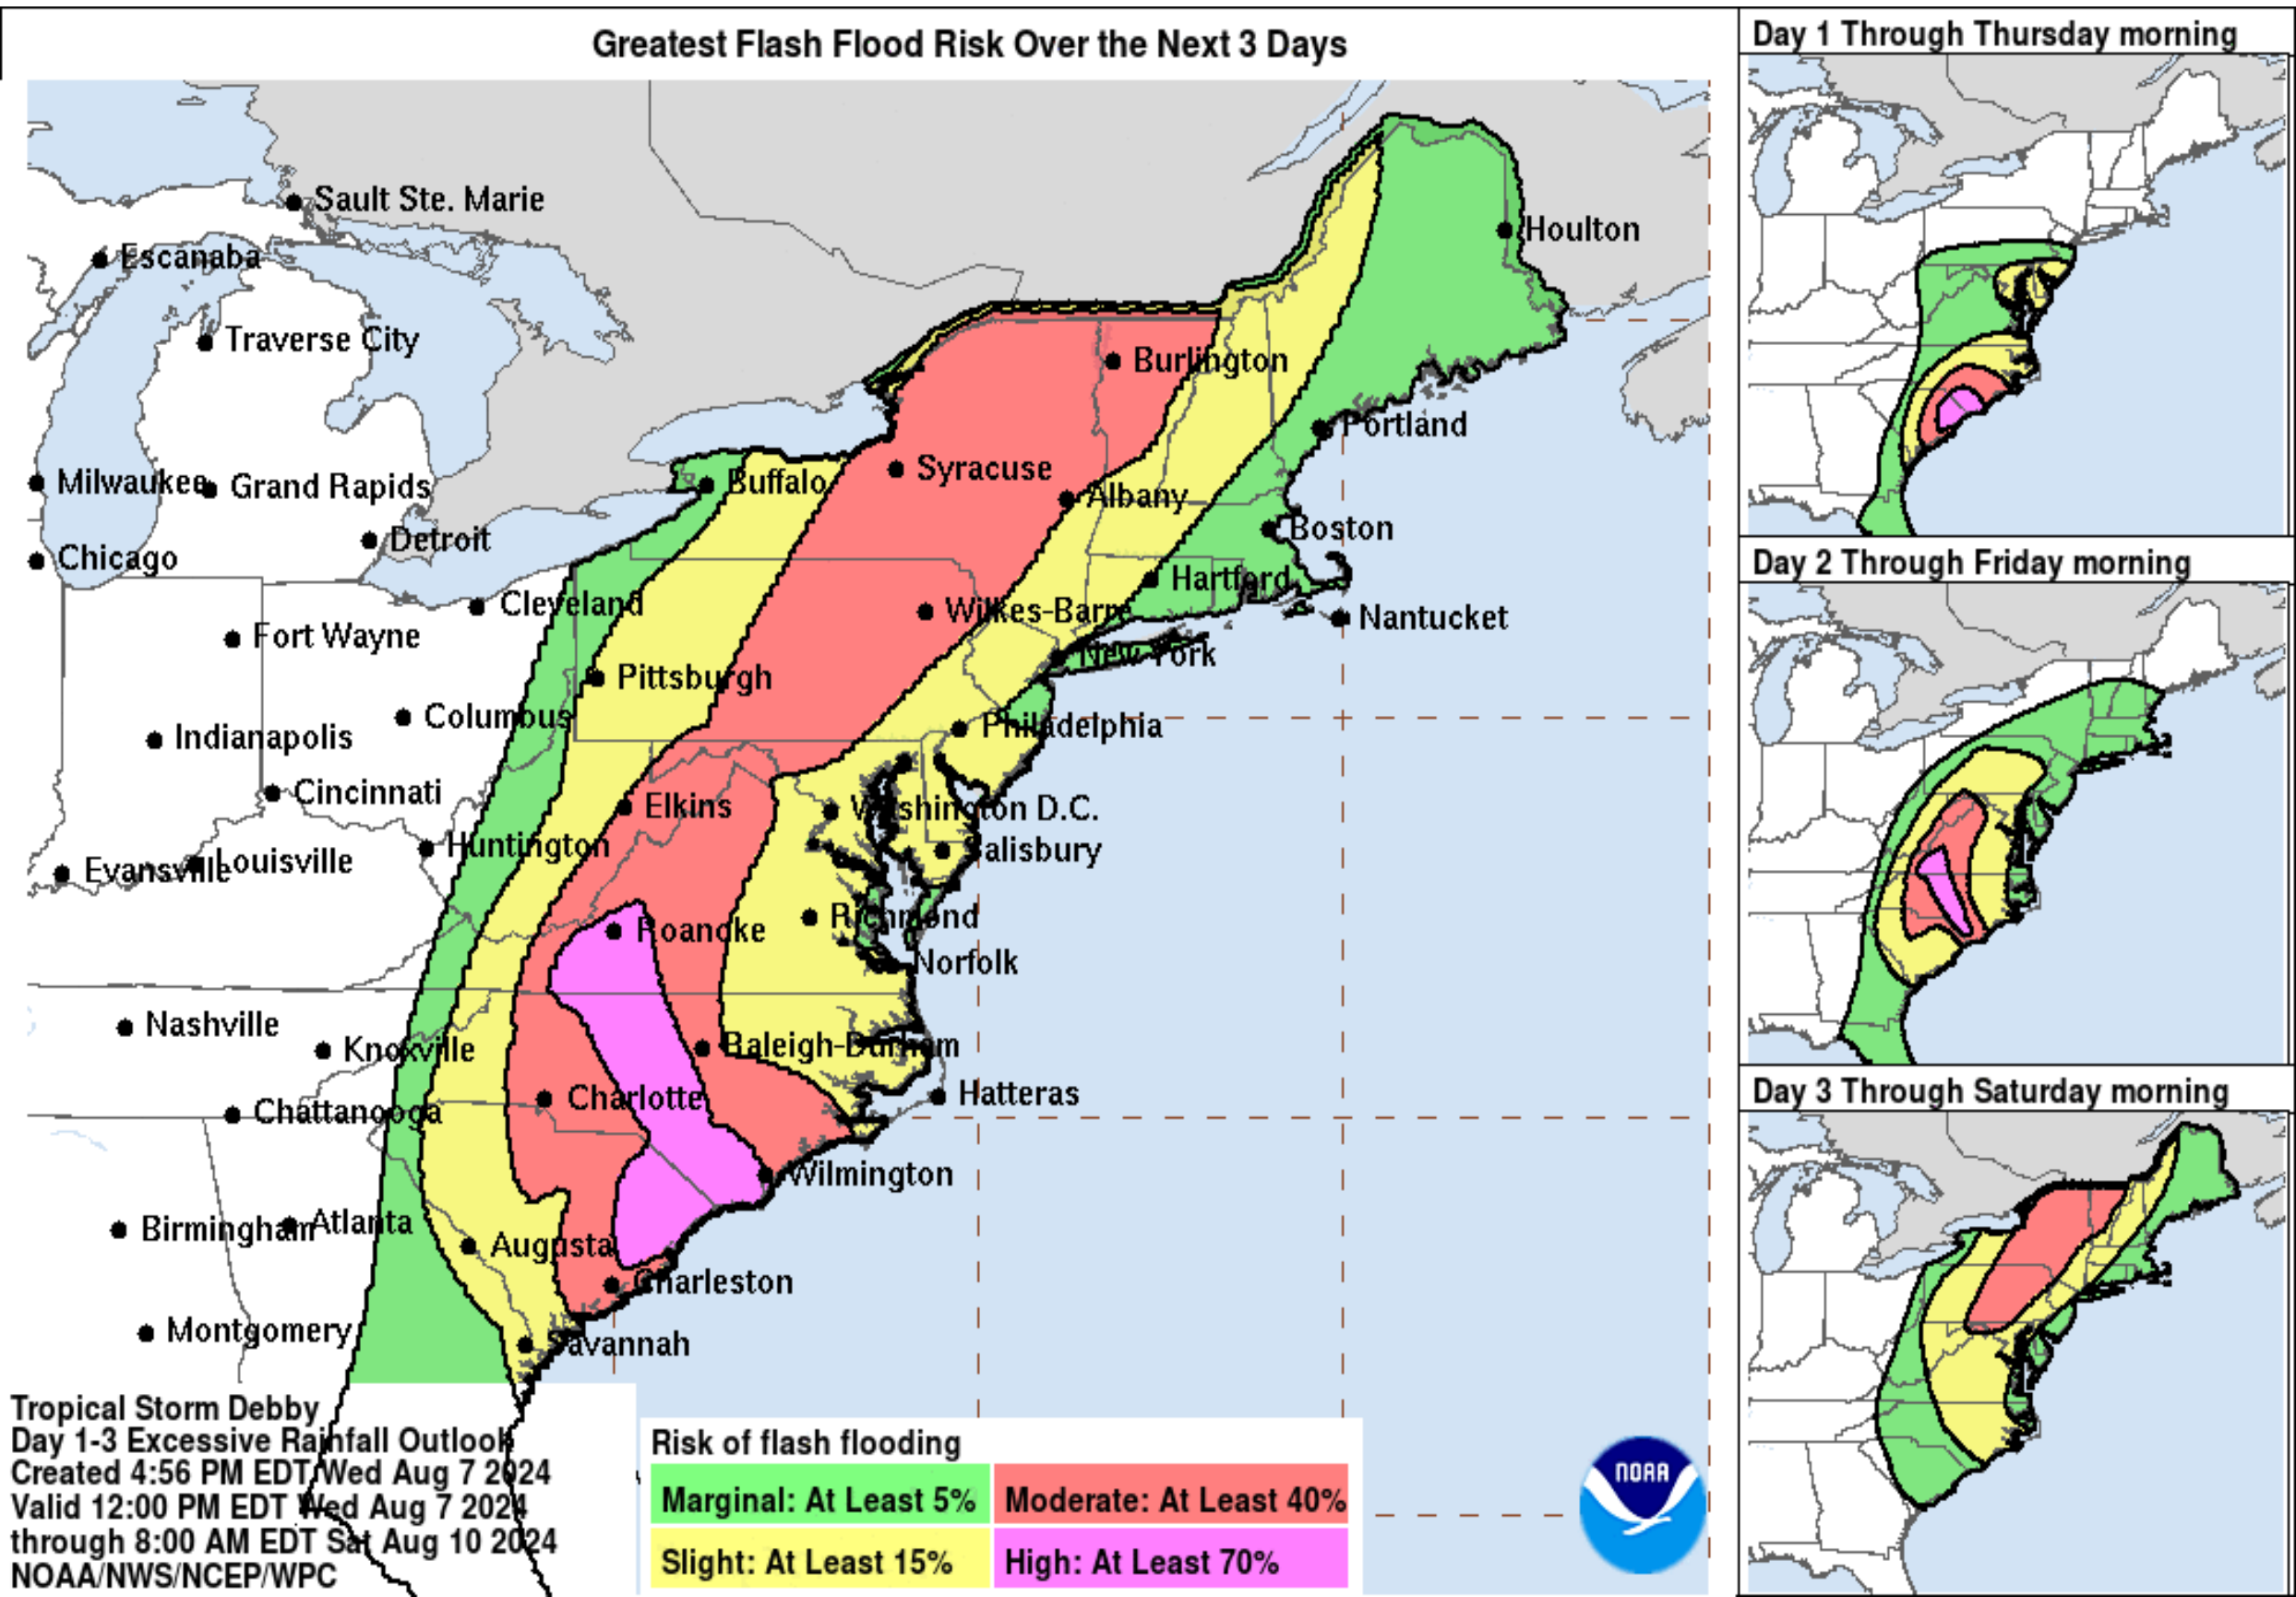 Greatest Flash Flood Risk Over the Next 3 Days
Sault Ste. Marie
Escanaba
Houlton
Traverse City
Burlington
Portland
Milwaukee
Grand Rapids
Buffalo
Syracuse
Albany
Detroit
Boston
Chicago
Hartford
Cleveland
Wilkes-Barre
Nantucket
Fort Wayne
New York
Pittsburgh
Columbus
Philadelphia
Indianapolis
Cincinnati
Elkins
Washington D.C.
Huntington
Salisbury
Evansville
Louisville
Roanoke
Richmond
Norfolk
Nashville
Knoxville
Raleigh-Durham
Charlotte
Hatteras
Chattanooga
Wilmington
Birmingham
Atlanta
Augusta
Charleston
Montgomery
Savannah
Tropical Storm Debby
Day 1-3 Excessive Rainfall Outlook
Created 4:56 PM EDT Wed Aug 7 2024
Valid 12:00 PM EDT Wed Aug 7 2024
through 8:00 AM EDT Sat Aug 10 2024
NOAA/NWS/NCEP/WPC
Risk of flash flooding
Marginal: At Least 5%
Moderate: At Least 40%
Slight: At Least 15%
High: At Least 70%
NOAA
Day 1 Through Thursday morning
Day 2 Through Friday morning
Day 3 Through Saturday morning